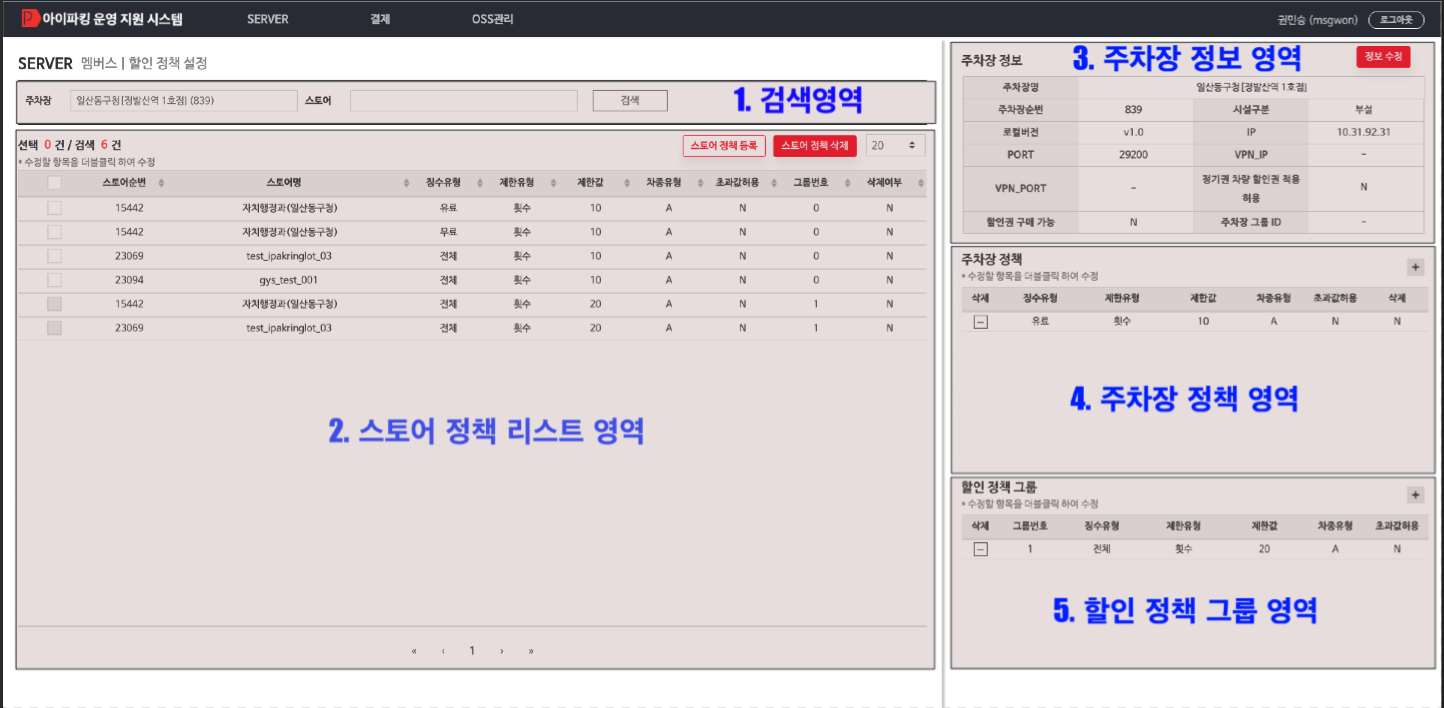 아이파킹 운영 지원 시스템 SERVER 결제 OSS관리 권민승 (msgwon) 로그아웃
SERVER 멤버스 | 할인 정책 설정
주차장 일산동구청[정발산역 1호점] (839) 스토어 검색
1. 검색영역
선택 0 건 / 검색 6 건
* 수정할 항목을 더블클릭 하여 수정
스토어 정책 등록 스토어 정책 삭제 20
스토어순번 스토어명 징수유형 제한유형 제한값 차종유형 초과값허용 그룹번호 삭제여부
15442 자치행정과(일산동구청) 유료 횟수 10 A N 0 N
15442 자치행정과(일산동구청) 무료 횟수 10 A N 0 N
23069 test_ipakringlot_03 전체 횟수 10 A N 0 N
23094 gys_test_001 전체 횟수 10 A N 0 N
15442 자치행정과(일산동구청) 전체 횟수 20 A N 1 N
23069 test_ipakringlot_03 전체 횟수 20 A N 1 N
2. 스토어 정책 리스트 영역
« ‹ 1 › »
주차장 정보 3. 주차장 정보 영역 정보 수정
주차장명 일산동구청[정발산역 1호점]
주차장순번 839 시설구분 부설
로컬버전 v1.0 IP 10.31.92.31
PORT 29200 VPN_IP -
VPN_PORT - 정기권 차량 할인권 적용 허용 N
할인권 구매 가능 N 주차장 그룹 ID -
주차장 정책 +
* 수정할 항목을 더블클릭 하여 수정
삭제 징수유형 제한유형 제한값 차종유형 초과값허용 삭제
- 유료 횟수 10 A N N
4. 주차장 정책 영역
할인 정책 그룹 +
* 수정할 항목을 더블클릭 하여 수정
삭제 그룹번호 징수유형 제한유형 제한값 차종유형 초과값허용
- 1 전체 횟수 20 A N
5. 할인 정책 그룹 영역